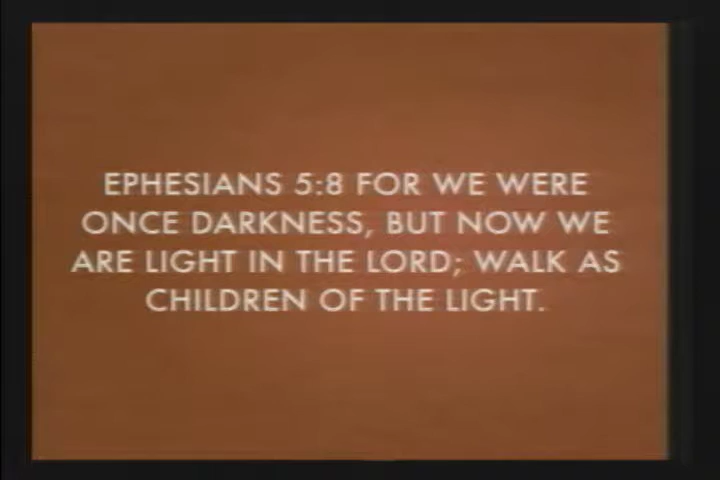 EPHESIANS 5:8 FOR WE WERE
ONCE DARKNESS, BUT NOW WE
ARE LIGHT IN THE LORD; WALK AS
CHILDREN OF THE LIGHT.